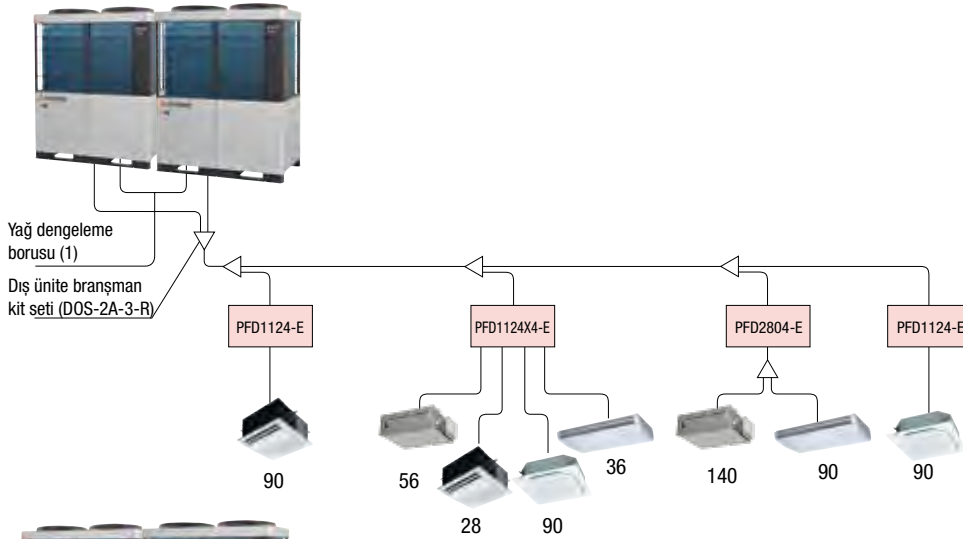 Yağ dengeleme
borusu (1)
Dış ünite branşman
kit seti (DOS-2A-3-R)
PFD1124-E
PFD1124X4-E
PFD2804-E
PFD1124-E
90
56
28
90
36
140
90
90